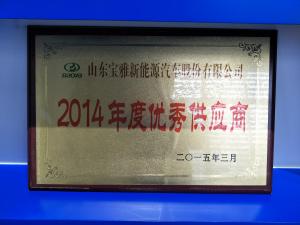 山东宝雅新能源汽车股份有限公司
2014年度优秀供应商
二〇一五年三月